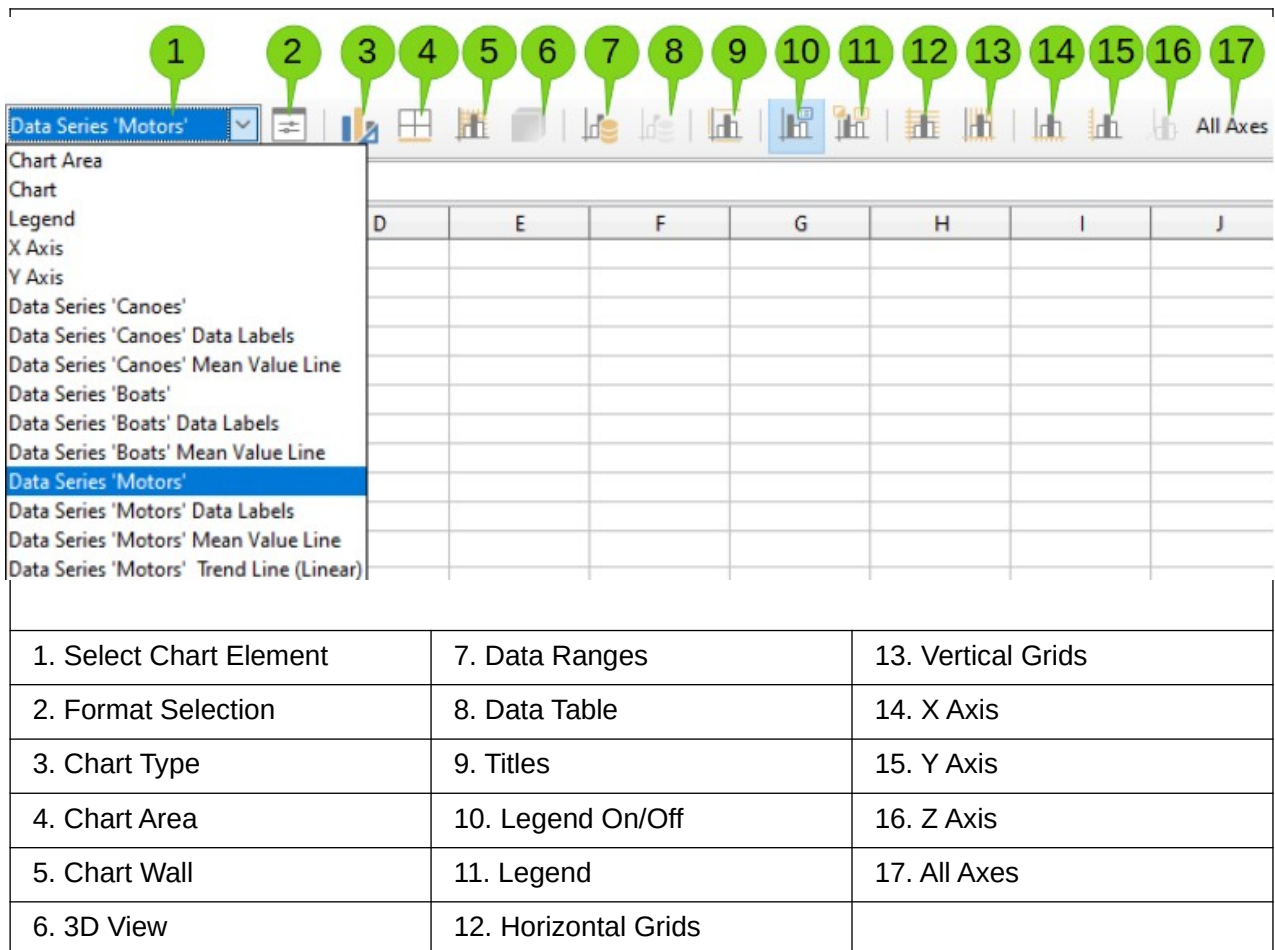 1 2 3 4 5 6 7 8 9 10 11 12 13 14 15 16 17
Data Series 'Motors' All Axes
Chart Area
Chart
Legend
D E F G H I J
X Axis
Y Axis
Data Series 'Canoes'
Data Series 'Canoes' Data Labels
Data Series 'Canoes' Mean Value Line
Data Series 'Boats'
Data Series 'Boats' Data Labels
Data Series 'Boats' Mean Value Line
Data Series 'Motors'
Data Series 'Motors' Data Labels
Data Series 'Motors' Mean Value Line
Data Series 'Motors' Trend Line (Linear)
1. Select Chart Element 7. Data Ranges 13. Vertical Grids
2. Format Selection 8. Data Table 14. X Axis
3. Chart Type 9. Titles 15. Y Axis
4. Chart Area 10. Legend On/Off 16. Z Axis
5. Chart Wall 11. Legend 17. All Axes
6. 3D View 12. Horizontal Grids